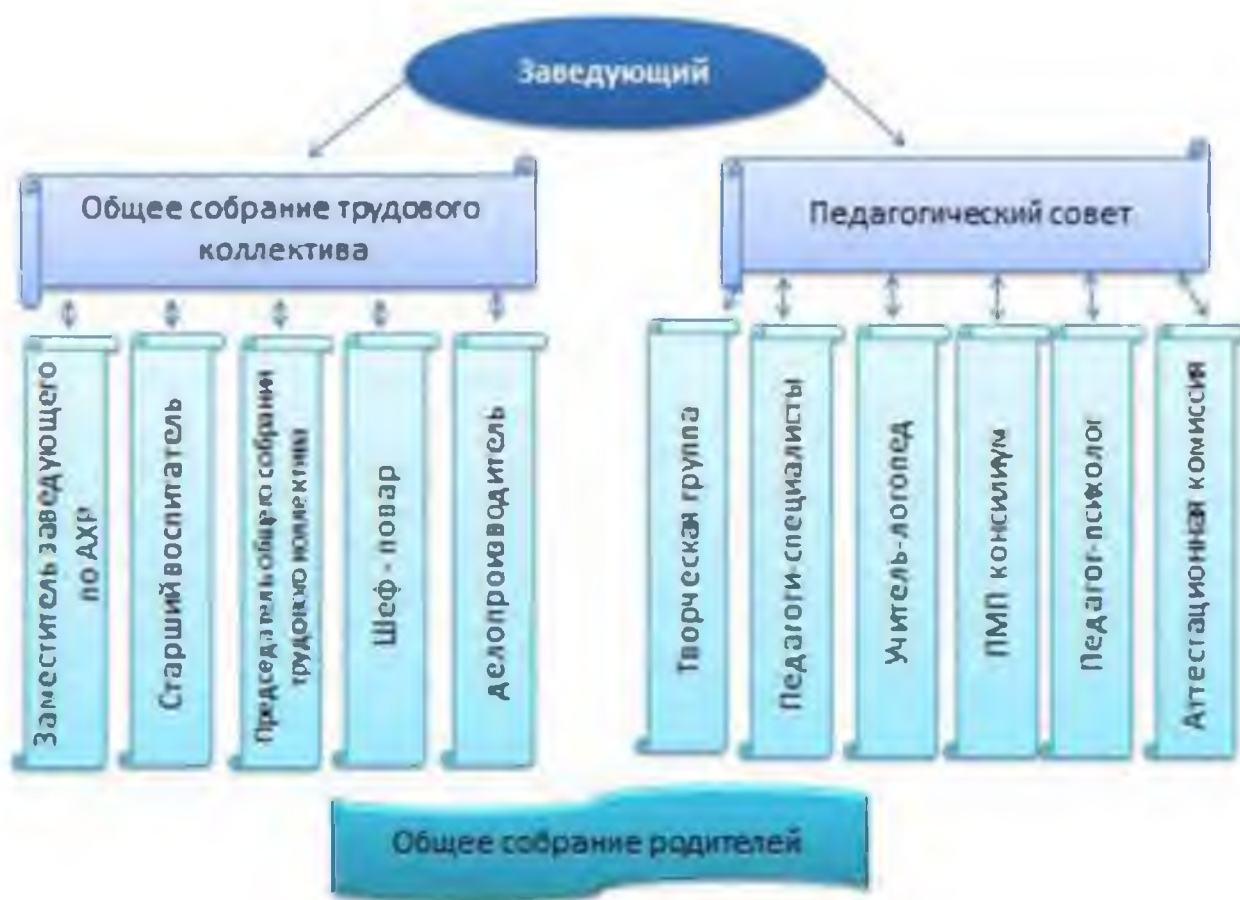 Заведующий
Общее собрание трудового
коллектива
Педагогический совет
Заместитель заведующего
по АХР
Старший воспитатель
Председатель общего собрании
трудового коллектива
Шеф - повар
делопроизводитель
Творческая группа
Педагоги-специалисты
Учитель-логопед
ПМП консилиум
Педагог-психолог
Аттестационная комиссия
Общее собрание родителей